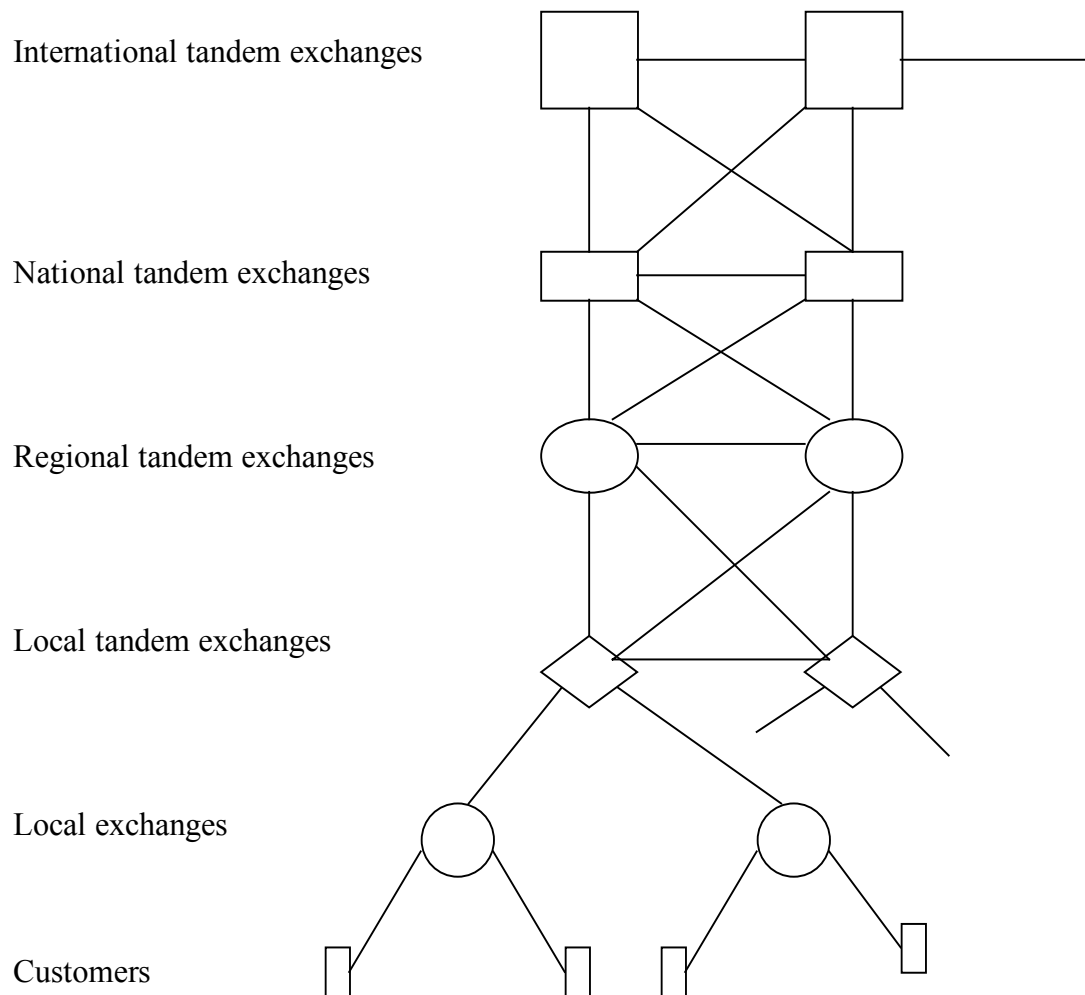 International tandem exchanges
National tandem exchanges
Regional tandem exchanges
Local tandem exchanges
Local exchanges
Customers